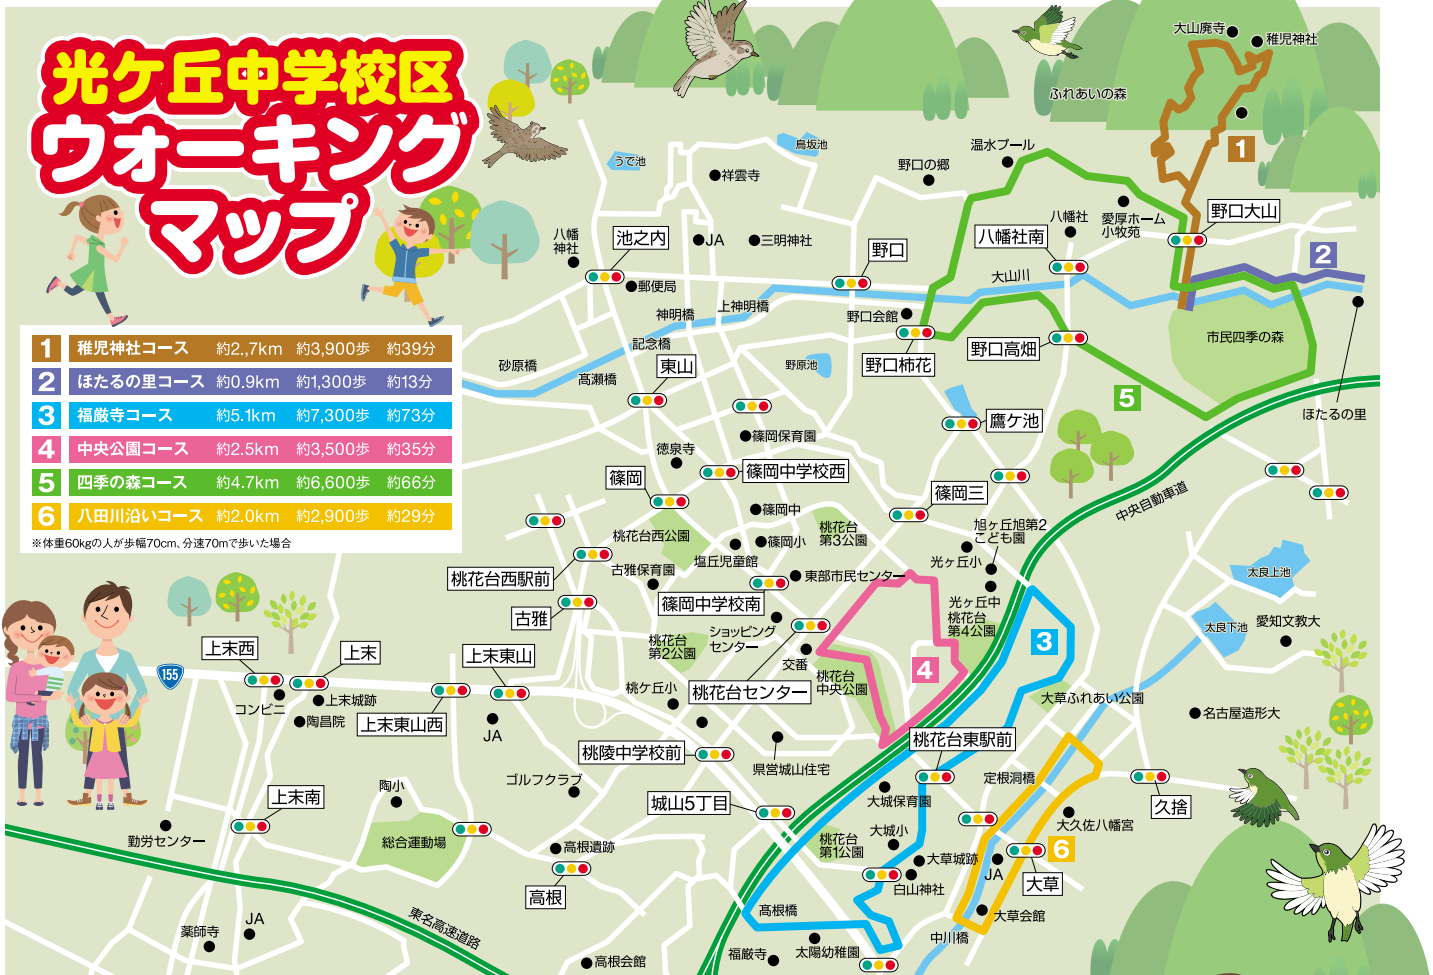 光ケ丘中学校区
ウォーキング
マップ
1 稚児神社コース 約2.,7km 約3,900歩 約39分
2 ほたるの里コース 約0.9km 約1,300歩 約13分
3 福厳寺コース 約5.1km 約7,300歩 約73分
4 中央公園コース 約2.5km 約3,500歩 約35分
5 四季の森コース 約4.7km 約6,600歩 約66分
6 八田川沿いコース 約2.0km 約2,900歩 約29分
※体重60kgの人が歩幅70cm、分速70mで歩いた場合
大山廃寺
稚児神社
ふれあいの森
1
うで池
鳥坂池
温水プール
野口の郷
祥雲寺
八幡
神社
池之内
JA
三明神社
野口
八幡社南
八幡社
愛厚ホーム
小牧苑
野口大山
2
郵便局
大山川
神明橋
上神明橋
野口会館
市民四季の森
記念橋
砂原橋
髙瀬橋
東山
野原池
野口柿花
野口高畑
5
ほたるの里
鷹ケ池
篠岡保育園
徳泉寺
篠岡
篠岡中学校西
篠岡三
中央自動車道
篠岡中
桃花台西公園
篠岡小
桃花台
第3公園
旭ヶ丘旭第2
こども園
塩丘児童館
光ヶ丘小
桃花台西駅前
古雅保育園
東部市民センター
太良上池
篠岡中学校南
光ヶ丘中
古雅
桃花台
第4公園
太良下池
愛知文教大
ショッピング
センター
桃花台
第2公園
3
上末西
上末
上末東山
交番
4
155
桃花台
中央公園
桃ケ丘小
桃花台センター
大草ふれあい公園
コンビニ
上末城跡
陶昌院
上末東山西
JA
名古屋造形大
桃陵中学校前
桃花台東駅前
県営城山住宅
定根洞橋
ゴルフクラブ
陶小
上末南
城山5丁目
大城保育園
久捨
勤労センター
総合運動場
高根遺跡
桃花台
第1公園
大城小
大久佐八幡宮
6
大草城跡
JA
大草
高根
白山神社
髙根橋
大草会館
東名高速道路
JA
薬師寺
中川橋
福厳寺
太陽幼稚園
高根会館